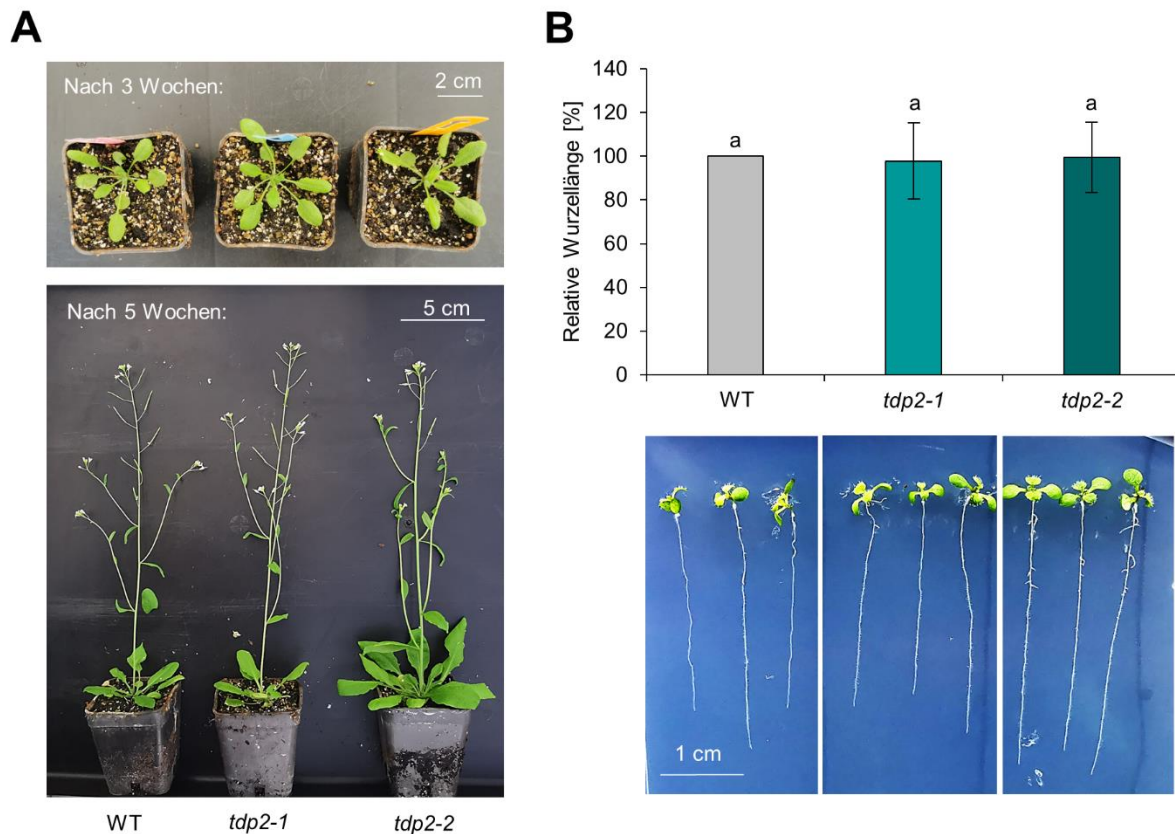 A
Nach 3 Wochen:
2 cm
Nach 5 Wochen:
5 cm
WT
tdp2-1
tdp2-2
B
Relative Wurzellänge [%]
140
120
100
80
60
40
20
0
a
a
a
WT
tdp2-1
tdp2-2
1 cm